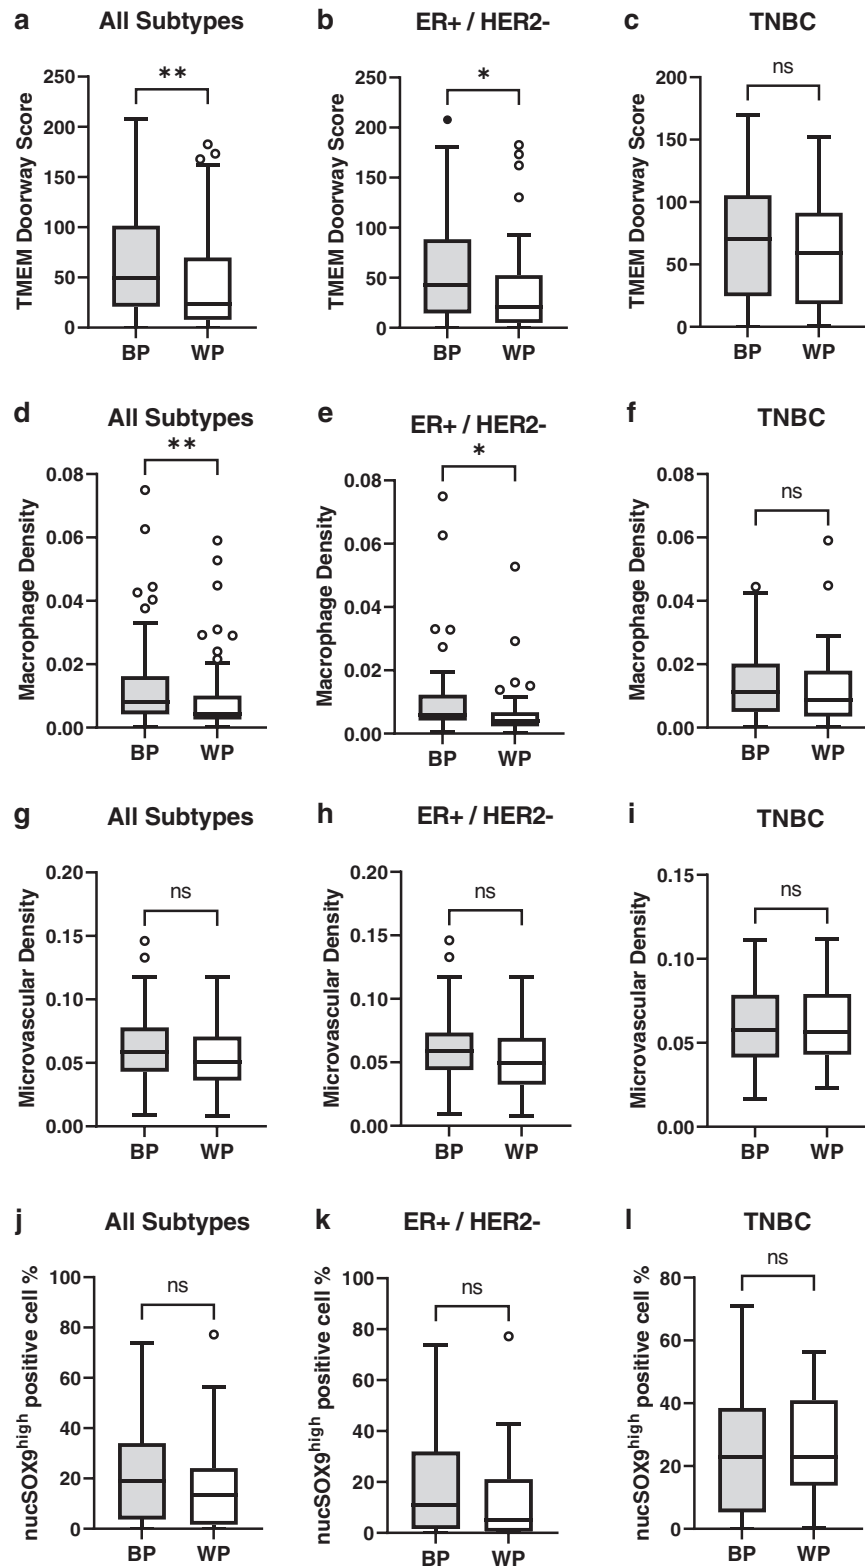 a All Subtypes
**
TMEM Doorway Score
250
200
150
100
50
0
BP WP
b ER+ / HER2-
*
TMEM Doorway Score
250
200
150
100
50
0
BP WP
c TNBC
ns
TMEM Doorway Score
200
150
100
50
0
BP WP
d All Subtypes
**
Macrophage Density
0.08
0.06
0.04
0.02
0.00
BP WP
e ER+ / HER2-
*
Macrophage Density
0.08
0.06
0.04
0.02
0.00
BP WP
f TNBC
ns
Macrophage Density
0.08
0.06
0.04
0.02
0.00
BP WP
g All Subtypes
ns
Microvascular Density
0.20
0.15
0.10
0.05
0.00
BP WP
h ER+ / HER2-
ns
Microvascular Density
0.20
0.15
0.10
0.05
0.00
BP WP
i TNBC
ns
Microvascular Density
0.15
0.10
0.05
0.00
BP WP
j All Subtypes
ns
nucSOX9high positive cell %
100
80
60
40
20
0
BP WP
k ER+ / HER2-
ns
nucSOX9high positive cell %
100
80
60
40
20
0
BP WP
l TNBC
ns
nucSOX9high positive cell %
80
60
40
20
0
BP WP